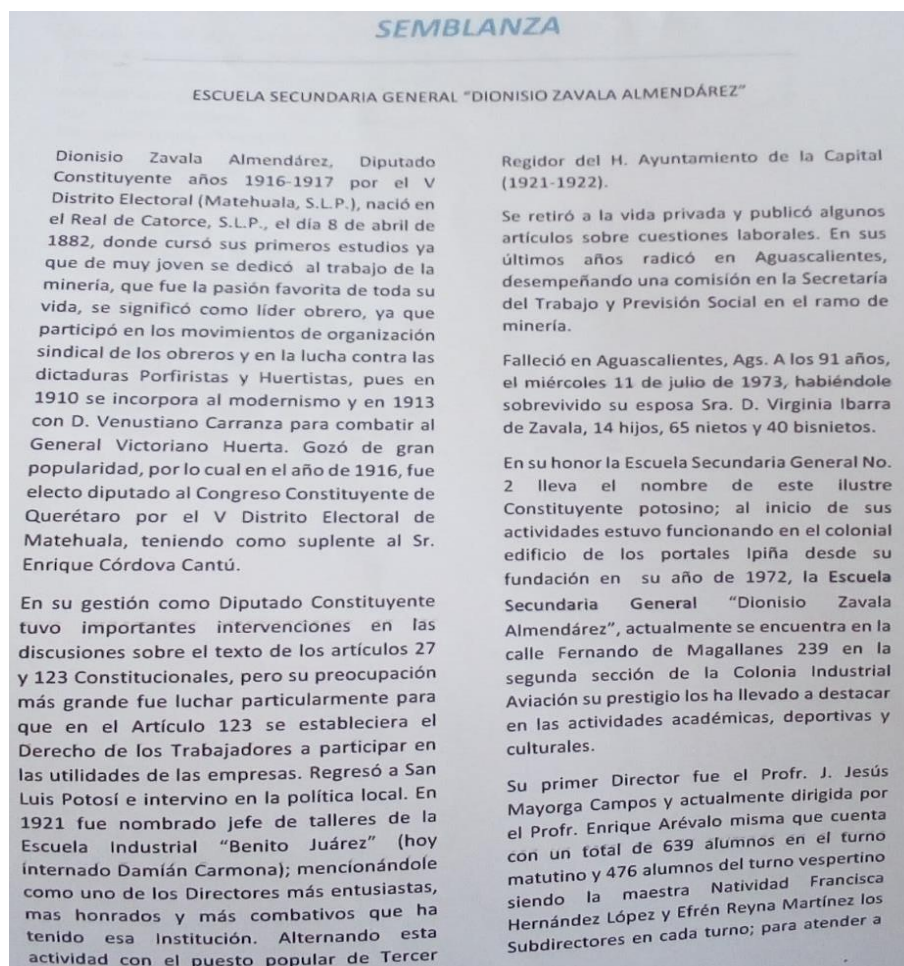 SEMBLANZA
ESCUELA SECUNDARIA GENERAL “DIONISIO ZAVALA ALMENDÁREZ”
Dionisio Zavala Almendárez, Diputado
Constituyente años 1916-1917 por el V
Distrito Electoral (Matehuala, S.L.P.), nació en
el Real de Catorce, S.L.P., el día 8 de abril de
1882, donde cursó sus primeros estudios ya
que de muy joven se dedicó al trabajo de la
minería, que fue la pasión favorita de toda su
vida, se significó como líder obrero, ya que
participó en los movimientos de organización
sindical de los obreros y en la lucha contra las
dictaduras Porfiristas y Huertistas, pues en
1910 se incorpora al modernismo y en 1913
con D. Venustiano Carranza para combatir al
General Victoriano Huerta. Gozó de gran
popularidad, por lo cual en el año de 1916, fue
electo diputado al Congreso Constituyente de
Querétaro por el V Distrito Electoral de
Matehuala, teniendo como suplente al Sr.
Enrique Córdova Cantú.
En su gestión como Diputado Constituyente
tuvo importantes intervenciones en las
discusiones sobre el texto de los artículos 27
y 123 Constitucionales, pero su preocupación
más grande fue luchar particularmente para
que en el Artículo 123 se estableciera el
Derecho de los Trabajadores a participar en
las utilidades de las empresas. Regresó a San
Luis Potosí e intervino en la política local. En
1921 fue nombrado jefe de talleres de la
Escuela Industrial “Benito Juárez” (hoy
internado Damián Carmona); mencionándole
como uno de los Directores más entusiastas,
mas honrados y más combativos que ha
tenido esa Institución. Alternando esta
actividad con el puesto popular de Tercer
Regidor del H. Ayuntamiento de la Capital
(1921-1922).
Se retiró a la vida privada y publicó algunos
artículos sobre cuestiones laborales. En sus
últimos años radicó en Aguascalientes,
desempeñando una comisión en la Secretaría
del Trabajo y Previsión Social en el ramo de
minería.
Falleció en Aguascalientes, Ags. A los 91 años,
el miércoles 11 de julio de 1973, habiéndole
sobrevivido su esposa Sra. D. Virginia Ibarra
de Zavala, 14 hijos, 65 nietos y 40 bisnietos.
En su honor la Escuela Secundaria General No.
2 lleva el nombre de este ilustre
Constituyente potosino; al inicio de sus
actividades estuvo funcionando en el colonial
edificio de los portales Ipiña desde su
fundación en su año de 1972, la Escuela
Secundaria General “Dionisio Zavala
Almendárez”, actualmente se encuentra en la
calle Fernando de Magallanes 239 en la
segunda sección de la Colonia Industrial
Aviación su prestigio los ha llevado a destacar
en las actividades académicas, deportivas y
culturales.
Su primer Director fue el Profr. J. Jesús
Mayorga Campos y actualmente dirigida por
el Profr. Enrique Arévalo misma que cuenta
con un total de 639 alumnos en el turno
matutino y 476 alumnos del turno vespertino
siendo la maestra Natividad Francisca
Hernández López y Efrén Reyna Martínez los
Subdirectores en cada turno; para atender a